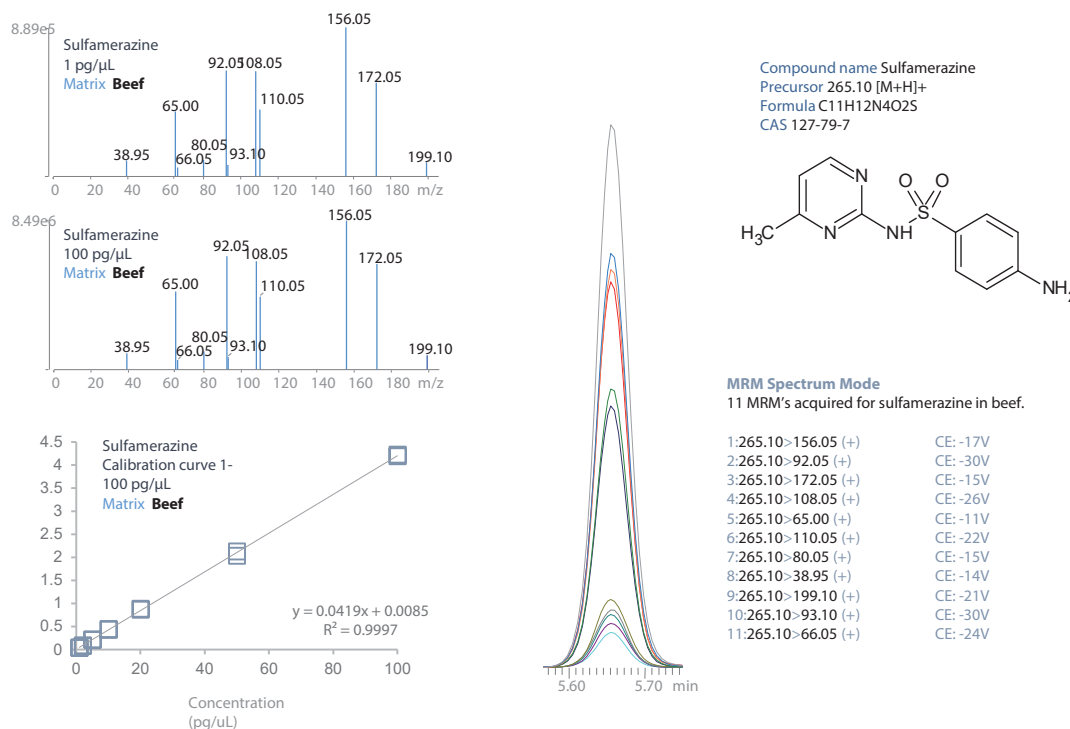 8.89e5
Sulfamerazine
1 pg/µL
Matrix Beef
38.95
65.00
66.05
80.05
92.05
93.10
108.05
110.05
156.05
172.05
199.10
0 20 40 60 80 100 120 140 160 180 m/z
8.49e6
Sulfamerazine
100 pg/µL
Matrix Beef
38.95
65.00
66.05
80.05
92.05
93.10
108.05
110.05
156.05
172.05
199.10
0 20 40 60 80 100 120 140 160 180 m/z
Sulfamerazine
Calibration curve 1-
100 pg/µL
Matrix Beef
4.5
4
3.5
3
2.5
2
1.5
1
0.5
0
y = 0.0419x + 0.0085
R² = 0.9997
0 20 40 60 80 100
Concentration
(pg/uL)
5.60 5.70 min
Compound name Sulfamerazine
Precursor 265.10 [M+H]+
Formula C11H12N4O2S
CAS 127-79-7
N
O O
S
H₃C N NH
NH₂
MRM Spectrum Mode
11 MRM's acquired for sulfamerazine in beef.
1:265.10>156.05 (+) CE: -17V
2:265.10>92.05 (+) CE: -30V
3:265.10>172.05 (+) CE: -15V
4:265.10>108.05 (+) CE: -26V
5:265.10>65.00 (+) CE: -11V
6:265.10>110.05 (+) CE: -22V
7:265.10>80.05 (+) CE: -15V
8:265.10>38.95 (+) CE: -14V
9:265.10>199.10 (+) CE: -21V
10:265.10>93.10 (+) CE: -30V
11:265.10>66.05 (+) CE: -24V